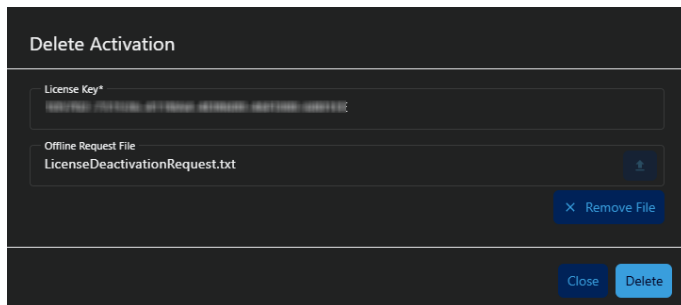 Delete Activation
License Key*
Offline Request File
LicenseDeactivationRequest.txt
Remove File
Close
Delete